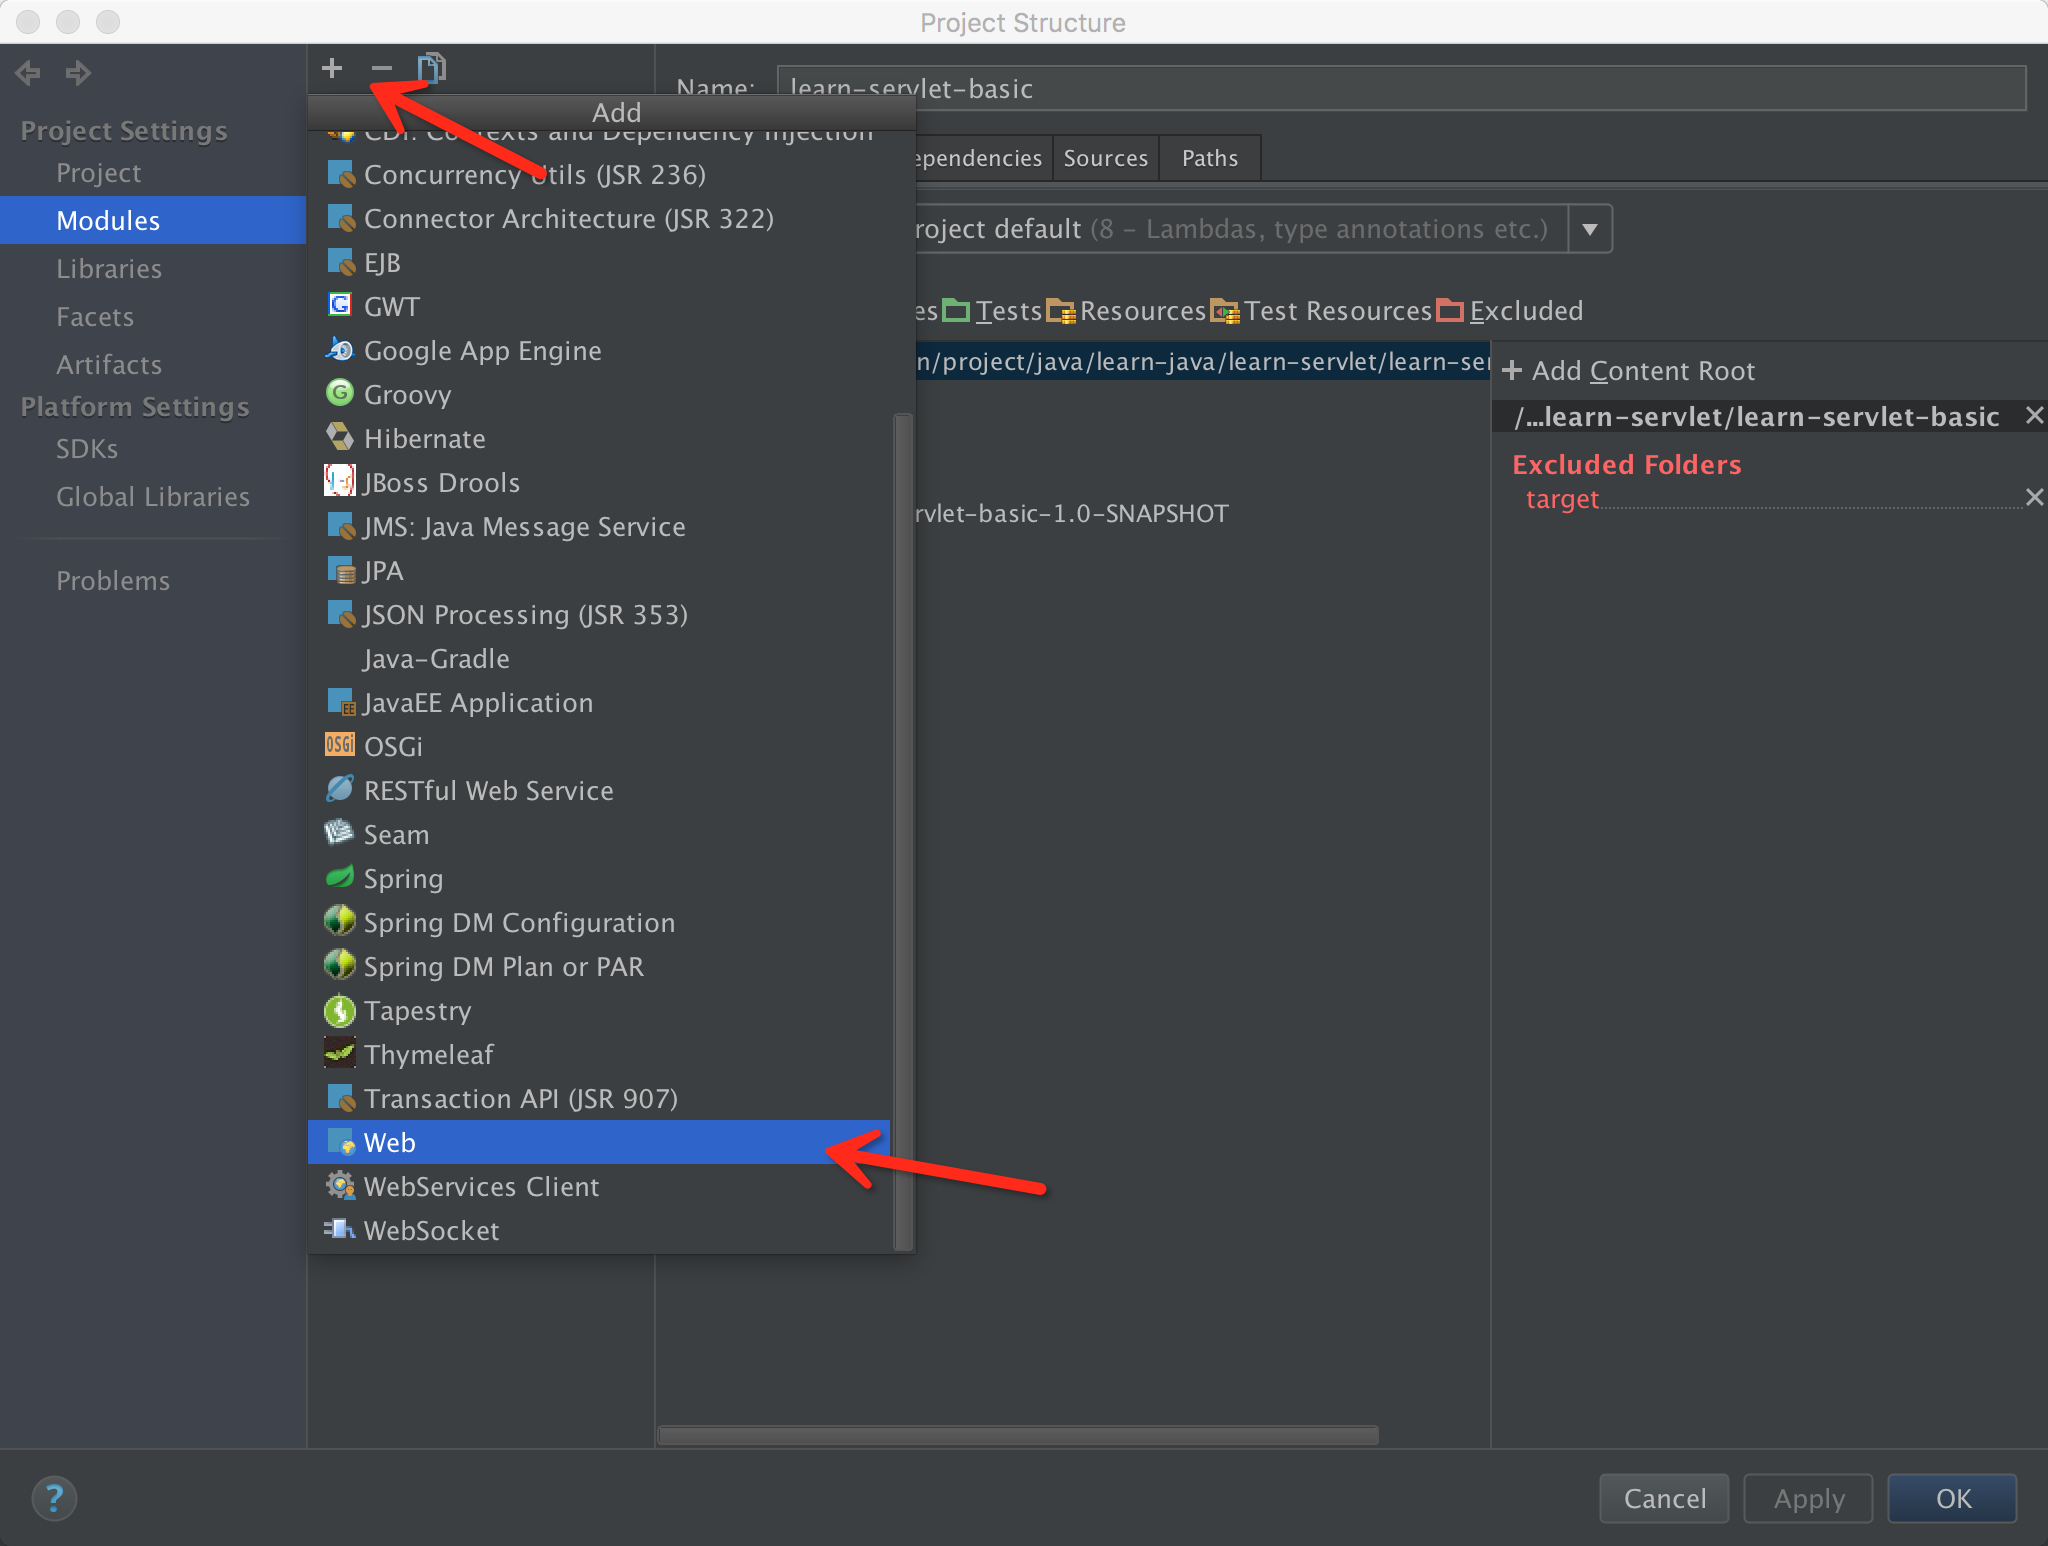 Project Structure
Project Settings
Project
Modules
Libraries
Facets
Artifacts
Platform Settings
SDKs
Global Libraries
Problems
Add
CDI: Contexts and Dependency Injection
Concurrency Utils (JSR 236)
Connector Architecture (JSR 322)
EJB
GWT
Google App Engine
Groovy
Hibernate
JBoss Drools
JMS: Java Message Service
JPA
JSON Processing (JSR 353)
Java-Gradle
JavaEE Application
OSGi
RESTful Web Service
Seam
Spring
Spring DM Configuration
Spring DM Plan or PAR
Tapestry
Thymeleaf
Transaction API (JSR 907)
Web
WebServices Client
WebSocket
Name: learn-servlet-basic
ependencies Sources Paths
roject default (8 – Lambdas, type annotations etc.)
es Tests Resources Test Resources Excluded
n/project/java/learn-java/learn-servlet/learn-ser
rvlet-basic-1.0-SNAPSHOT
+ Add Content Root
/...learn-servlet/learn-servlet-basic
Excluded Folders
target
? Cancel Apply OK